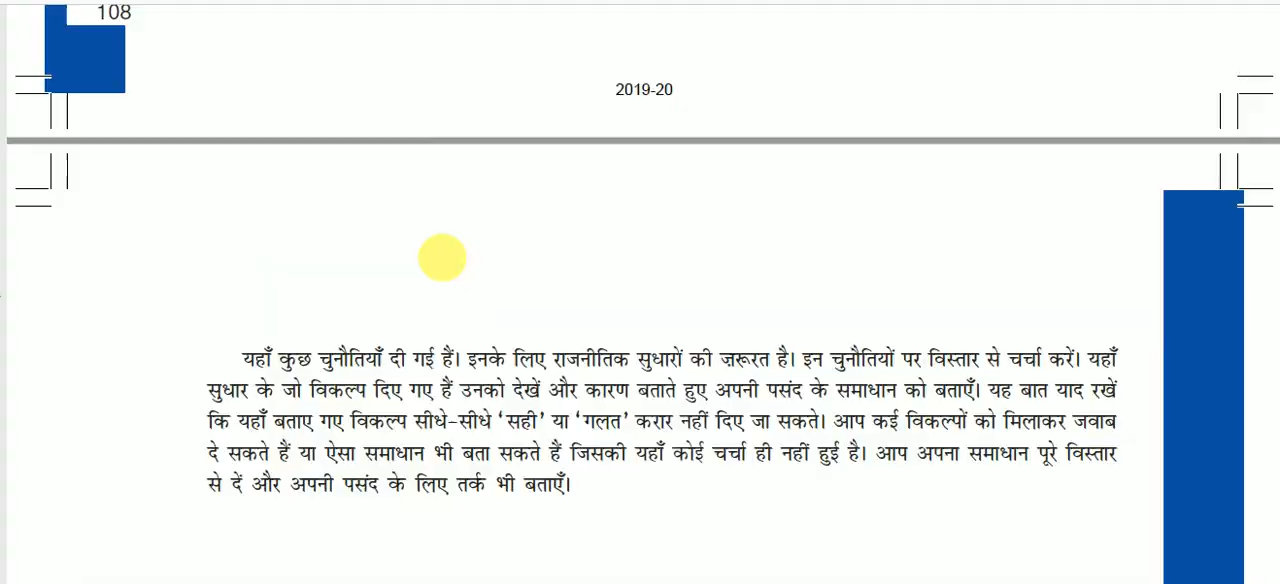 108
2019-20
यहाँ कुछ चुनौतियाँ दी गई हैं। इनके लिए राजनीतिक सुधारों की ज़रूरत है। इन चुनौतियों पर विस्तार से चर्चा करें। यहाँ
सुधार के जो विकल्प दिए गए हैं उनको देखें और कारण बताते हुए अपनी पसंद के समाधान को बताएँ। यह बात याद रखें
कि यहाँ बताए गए विकल्प सीधे-सीधे ‘सही’ या ‘गलत’ करार नहीं दिए जा सकते। आप कई विकल्पों को मिलाकर जवाब
दे सकते हैं या ऐसा समाधान भी बता सकते हैं जिसकी यहाँ कोई चर्चा ही नहीं हुई है। आप अपना समाधान पूरे विस्तार
से दें और अपनी पसंद के लिए तर्क भी बताएँ।